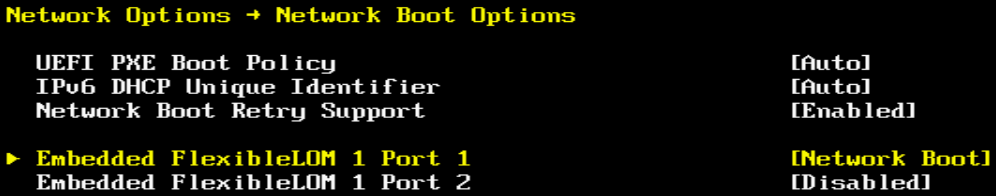 Network Options → Network Boot Options
UEFI PXE Boot Policy [Auto]
IPv6 DHCP Unique Identifier [Auto]
Network Boot Retry Support [Enabled]
► Embedded FlexibleLOM 1 Port 1 [Network Boot]
Embedded FlexibleLOM 1 Port 2 [Disabled]